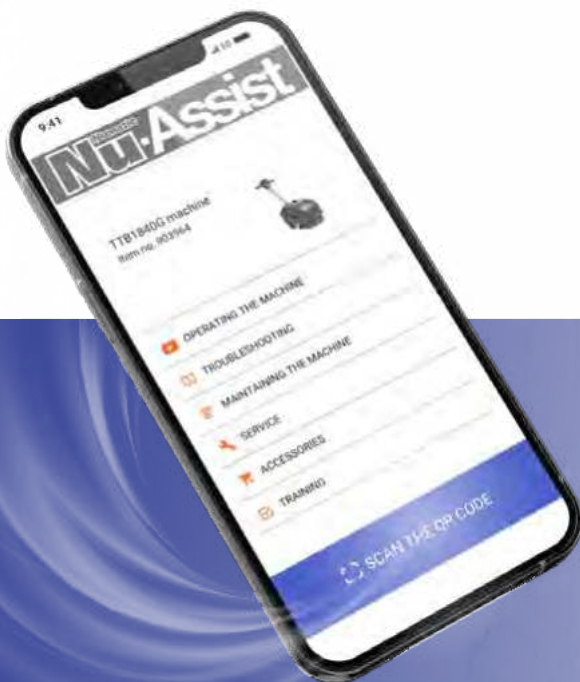 9:41
Numatic
Nu-Assist
TTB1840G machine
Item no. 903964
OPERATING THE MACHINE
TROUBLESHOOTING
MAINTAINING THE MACHINE
SERVICE
ACCESSORIES
TRAINING
SCAN THE QR CODE